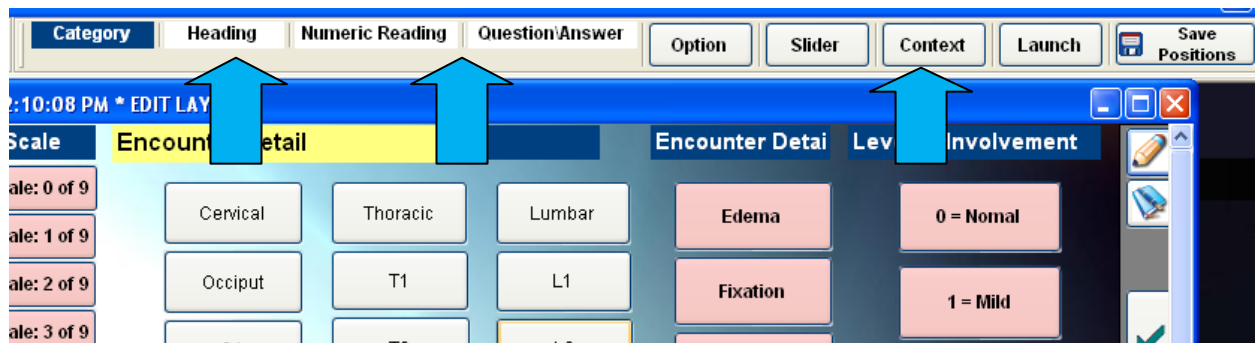 Category Heading Numeric Reading Question\Answer Option Slider Context Launch Save
Positions
2:10:08 PM * EDIT LAY
Scale Encount etail Encounter Detai Lev Involvement
ale: 0 of 9
Cervical Thoracic Lumbar Edema 0 = Nomal
ale: 1 of 9
ale: 2 of 9 Occiput T1 L1 Fixation 1 = Mild
ale: 3 of 9